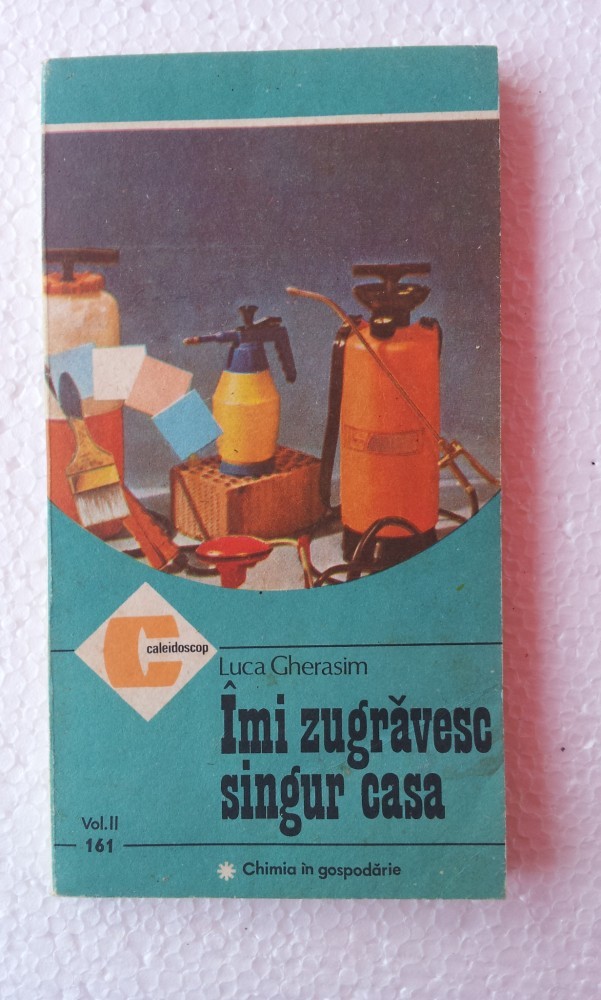 caleidoscop
Luca Gherasim
Îmi zugrăvesc
singur casa
Vol.II
161
Chimia în gospodărie